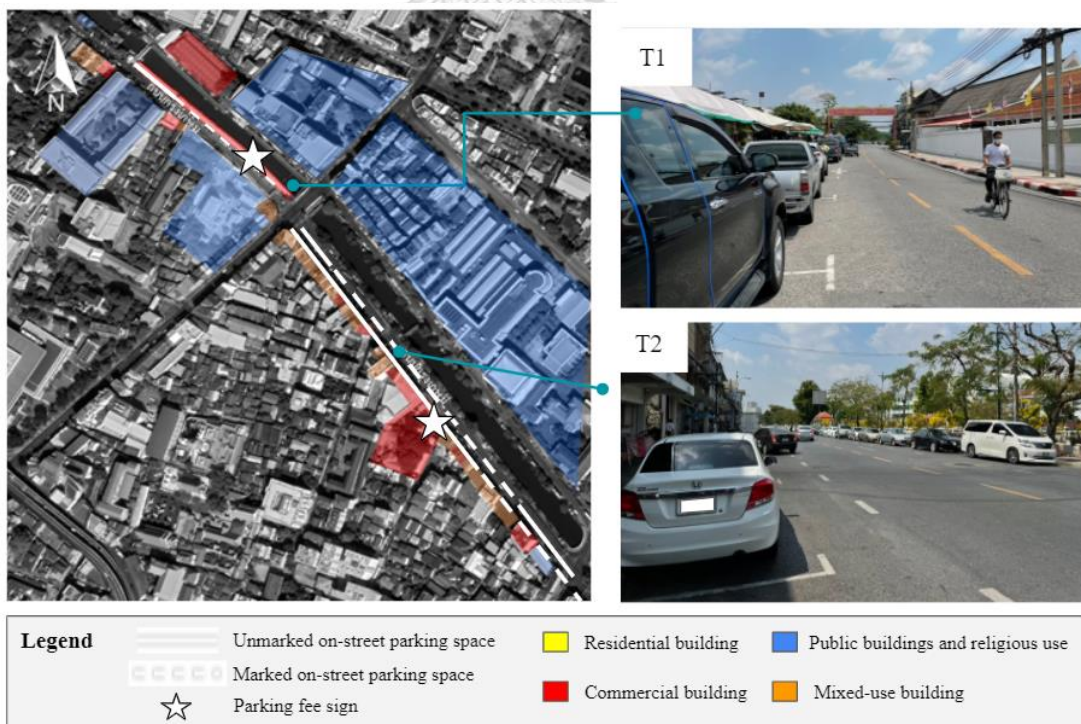 N
T1
T2
Legend
Unmarked on-street parking space
Marked on-street parking space
Parking fee sign
Residential building
Commercial building
Public buildings and religious use
Mixed-use building